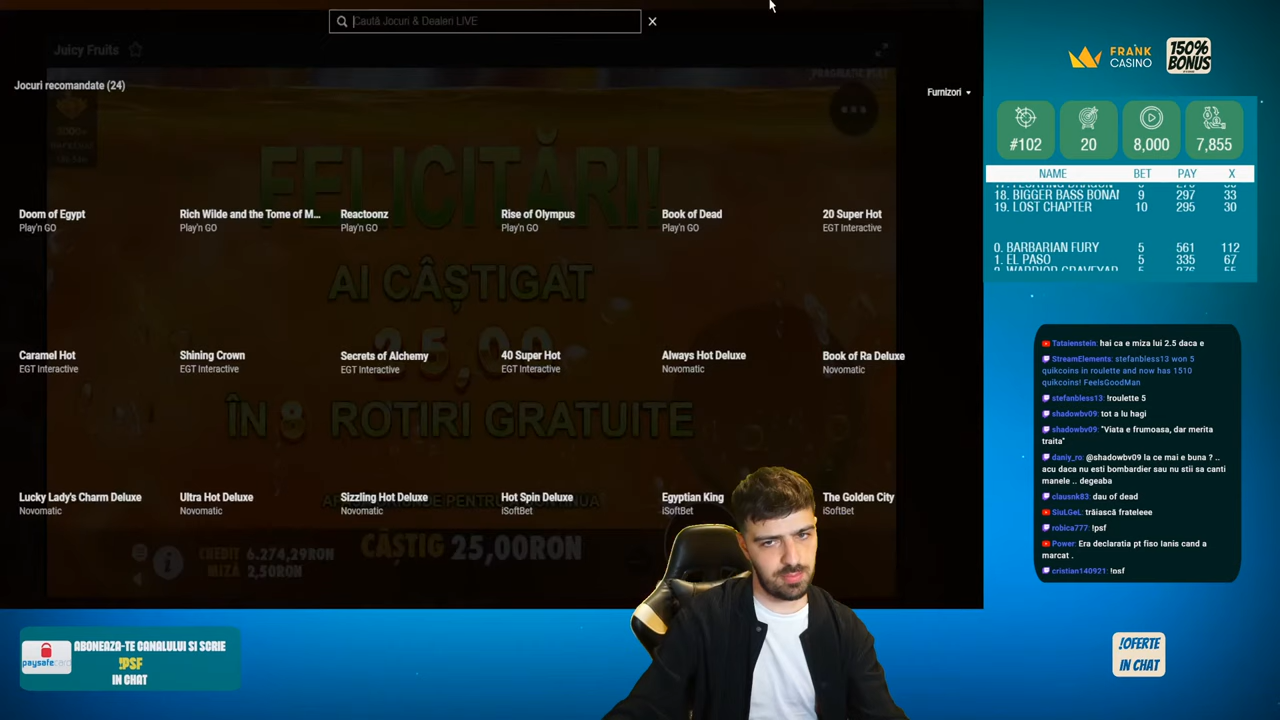 Caută Jocuri & Dealeri LIVE
Juicy Fruits
Jocuri recomandate (24)
Furnizori
FELICITĂRI!
AI CÂȘTIGAT
25,00
ÎN 8 ROTIRI GRATUITE
Doom of Egypt
Play'n GO
Rich Wilde and the Tome of M...
Play'n GO
Reactoonz
Play'n GO
Rise of Olympus
Play'n GO
Book of Dead
Play'n GO
20 Super Hot
EGT Interactive
Caramel Hot
EGT Interactive
Shining Crown
EGT Interactive
Secrets of Alchemy
EGT Interactive
40 Super Hot
EGT Interactive
Always Hot Deluxe
Novomatic
Book of Ra Deluxe
Novomatic
Lucky Lady's Charm Deluxe
Novomatic
Ultra Hot Deluxe
Novomatic
Sizzling Hot Deluxe
Novomatic
Hot Spin Deluxe
iSoftBet
Egyptian King
iSoftBet
The Golden City
iSoftBet
CREDIT 6.274,29RON
MIZĂ 2,50RON
CÂȘTIG 25,00RON
FRANK
CASINO
150%
BONUS
#102
20
8,000
7,855
NAME BET PAY X
18. BIGGER BASS BONAN 9 297 33
19. LOST CHAPTER 10 295 30
0. BARBARIAN FURY 5 561 112
1. EL PASO 5 335 67
Tataienstein: hai ca e miza lui 2.5 daca e
StreamElements: stefanbless13 won 5
quikcoins in roulette and now has 1510
quikcoins! FeelsGoodMan
stefanbless13: !roulette 5
shadowbv09: tot a lu hagi
shadowbv09: "Viata e frumoasa, dar merita
traita"
daniy_ro: @shadowbv09 la ce mai e buna ? ..
acu daca nu esti bombardier sau nu stii sa canti
manele .. degeaba
clausnk83: dau of dead
SiuLGeL: trăiască frateleee
robica777: !psf
Power: Era declaratia pt fiso Ianis cand a
marcat .
cristian140921: !psf
paysafecard
ABONEAZA-TE CANALULUI SI SCRIE
!PSF
IN CHAT
!OFERTE
IN CHAT